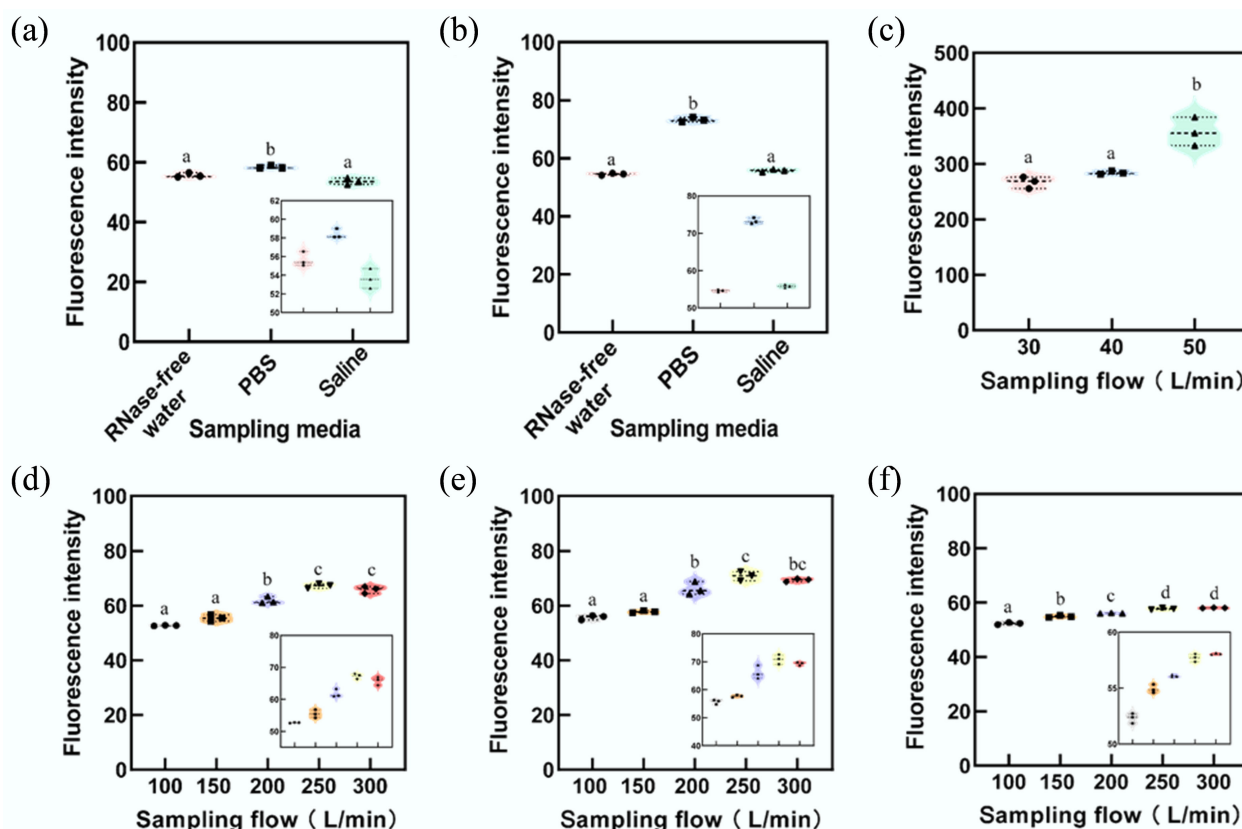 (a)
Fluorescence intensity
100
80
60
40
20
0
a
b
a
62
60
58
56
54
52
50
RNase-free
water
PBS
Saline
Sampling media
(b)
Fluorescence intensity
100
80
60
40
20
0
a
b
a
80
70
60
50
RNase-free
water
PBS
Saline
Sampling media
(c)
Fluorescence intensity
500
400
300
200
100
0
a
a
b
30 40 50
Sampling flow（ L/min）
(d)
Fluorescence intensity
100
80
60
40
20
0
a
a
b
c
c
80
70
60
50
100 150 200 250 300
Sampling flow（ L/min）
(e)
Fluorescence intensity
100
80
60
40
20
0
a
a
b
c
bc
80
70
60
50
40
100 150 200 250 300
Sampling flow（ L/min）
(f)
Fluorescence intensity
100
80
60
40
20
0
a
b
c
d
d
60
55
50
100 150 200 250 300
Sampling flow（ L/min）